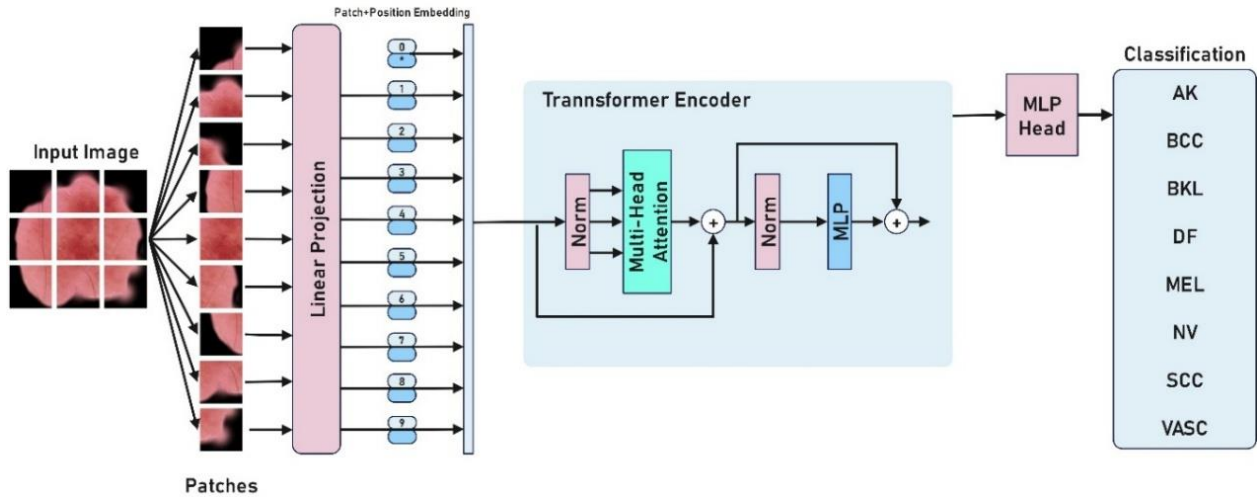 Patch+Position Embedding
Input Image
Patches
Linear Projection
0
*
1
2
3
4
5
6
7
8
9
Trannsformer Encoder
Norm
Multi-Head
Attention
+
Norm
MLP
+
MLP
Head
Classification
AK
BCC
BKL
DF
MEL
NV
SCC
VASC